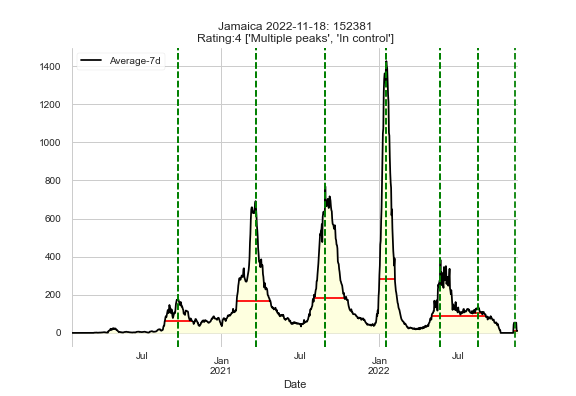 Jamaica 2022-11-18: 152381
Rating:4 ['Multiple peaks', 'In control']
Average-7d
1400
1200
1000
800
600
400
200
0
Jul
Jan
2021
Jul
Jan
2022
Jul
Date